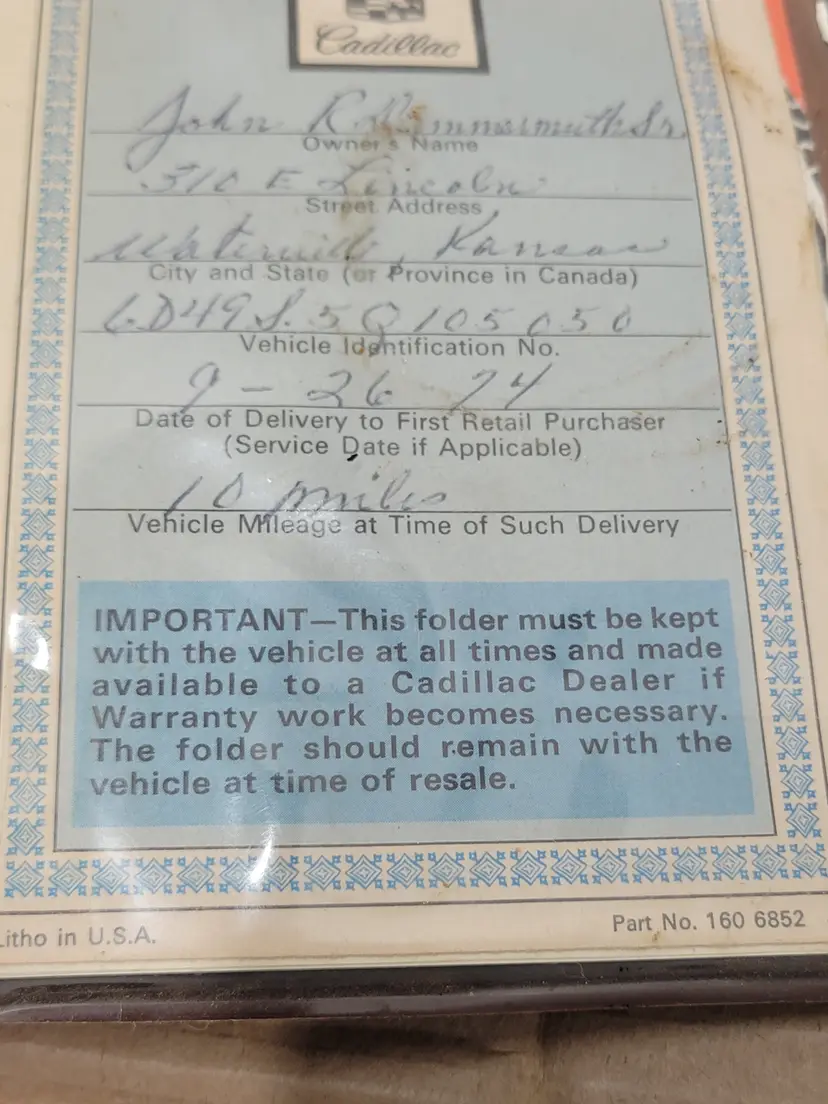 Cadillac
John R. Sr.
Owner's Name
310 E Lincoln
Street Address
Waterville, Kansas
City and State (or Province in Canada)
6D49S.5Q105050
Vehicle Identification No.
9-26 74
Date of Delivery to First Retail Purchaser
(Service Date if Applicable)
10 miles
Vehicle Mileage at Time of Such Delivery
IMPORTANT—This folder must be kept
with the vehicle at all times and made
available to a Cadillac Dealer if
Warranty work becomes necessary.
The folder should remain with the
vehicle at time of resale.
Litho in U.S.A.
Part No. 160 6852